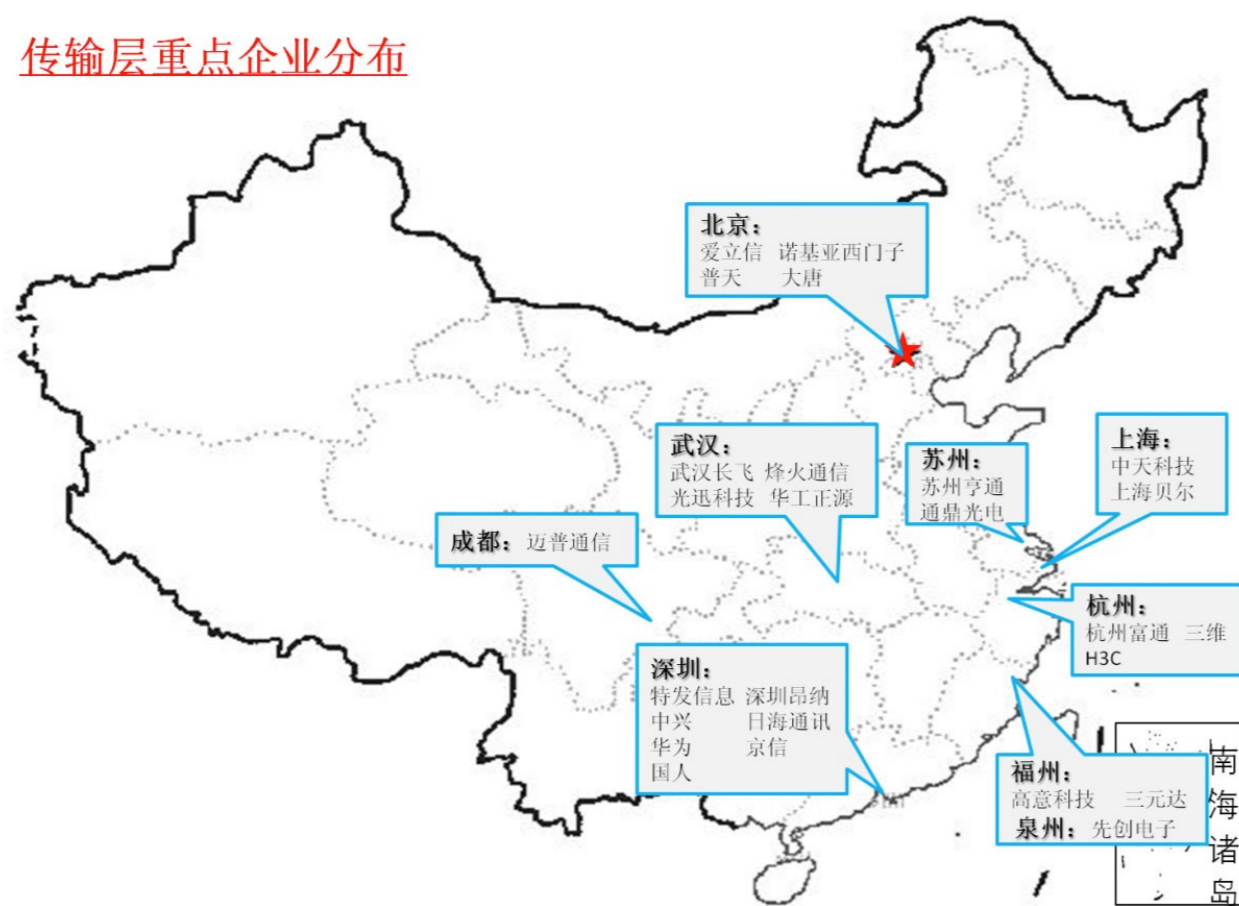 传输层重点企业分布
北京：
爱立信 诺基亚西门子
普天 大唐
武汉：
武汉长飞 烽火通信
光迅科技 华工正源
苏州：
苏州亨通
通鼎光电
上海：
中天科技
上海贝尔
成都：迈普通信
杭州：
杭州富通 三维
H3C
深圳：
特发信息 深圳昂纳
中兴 日海通讯
华为 京信
国人
福州：
高意科技 三元达
泉州：先创电子
南
海
诸
岛